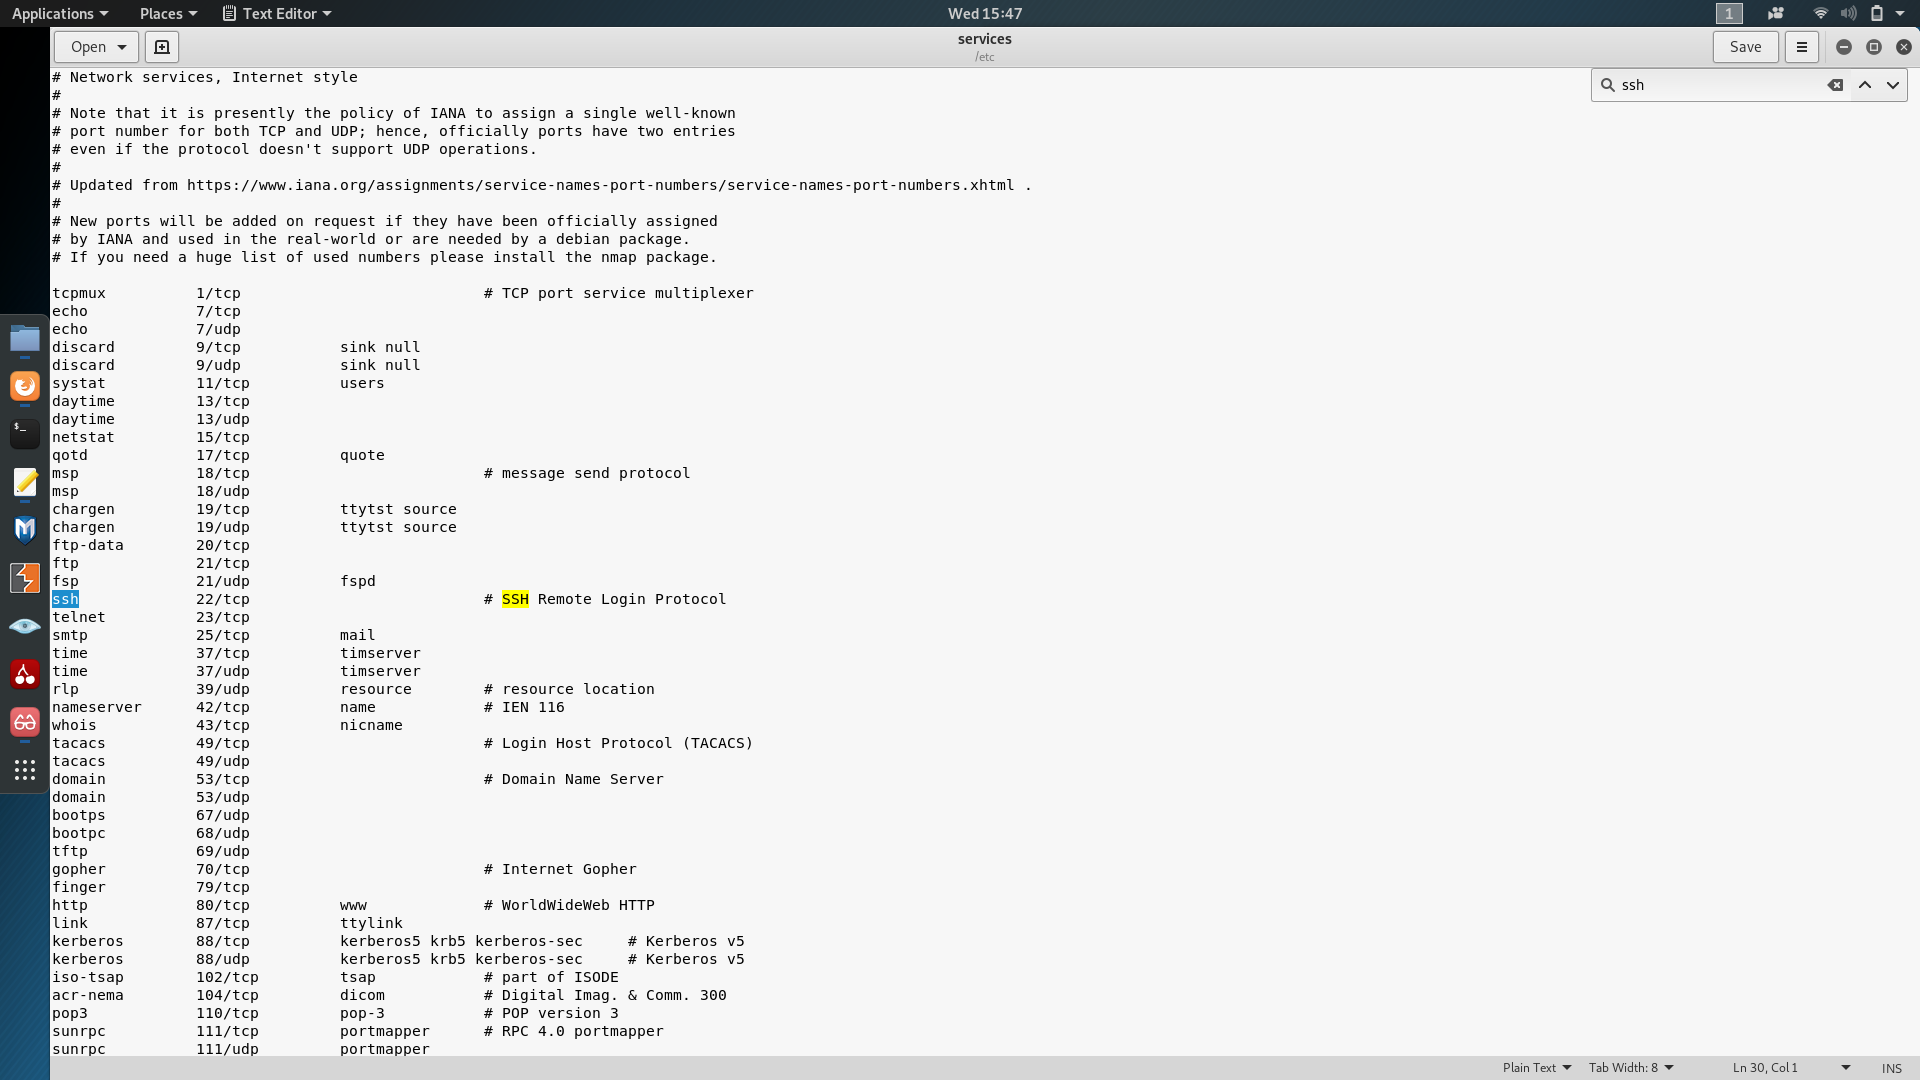 Applications Places Text Editor Wed 15:47 1
Open services Save
/etc
ssh
# Network services, Internet style
#
# Note that it is presently the policy of IANA to assign a single well-known
# port number for both TCP and UDP; hence, officially ports have two entries
# even if the protocol doesn't support UDP operations.
#
# Updated from https://www.iana.org/assignments/service-names-port-numbers/service-names-port-numbers.xhtml .
#
# New ports will be added on request if they have been officially assigned
# by IANA and used in the real-world or are needed by a debian package.
# If you need a huge list of used numbers please install the nmap package.
tcpmux 1/tcp # TCP port service multiplexer
echo 7/tcp
echo 7/udp
discard 9/tcp sink null
discard 9/udp sink null
systat 11/tcp users
daytime 13/tcp
daytime 13/udp
netstat 15/tcp
qotd 17/tcp quote
msp 18/tcp # message send protocol
msp 18/udp
chargen 19/tcp ttytst source
chargen 19/udp ttytst source
ftp-data 20/tcp
ftp 21/tcp
fsp 21/udp fspd
ssh 22/tcp # SSH Remote Login Protocol
telnet 23/tcp
smtp 25/tcp mail
time 37/tcp timserver
time 37/udp timserver
rlp 39/udp resource # resource location
nameserver 42/tcp name # IEN 116
whois 43/tcp nicname
tacacs 49/tcp # Login Host Protocol (TACACS)
tacacs 49/udp
domain 53/tcp # Domain Name Server
domain 53/udp
bootps 67/udp
bootpc 68/udp
tftp 69/udp
gopher 70/tcp # Internet Gopher
finger 79/tcp
http 80/tcp www # WorldWideWeb HTTP
link 87/tcp ttylink
kerberos 88/tcp kerberos5 krb5 kerberos-sec # Kerberos v5
kerberos 88/udp kerberos5 krb5 kerberos-sec # Kerberos v5
iso-tsap 102/tcp tsap # part of ISODE
acr-nema 104/tcp dicom # Digital Imag. & Comm. 300
pop3 110/tcp pop-3 # POP version 3
sunrpc 111/tcp portmapper # RPC 4.0 portmapper
sunrpc 111/udp portmapper
Plain Text Tab Width: 8 Ln 30, Col 1 INS